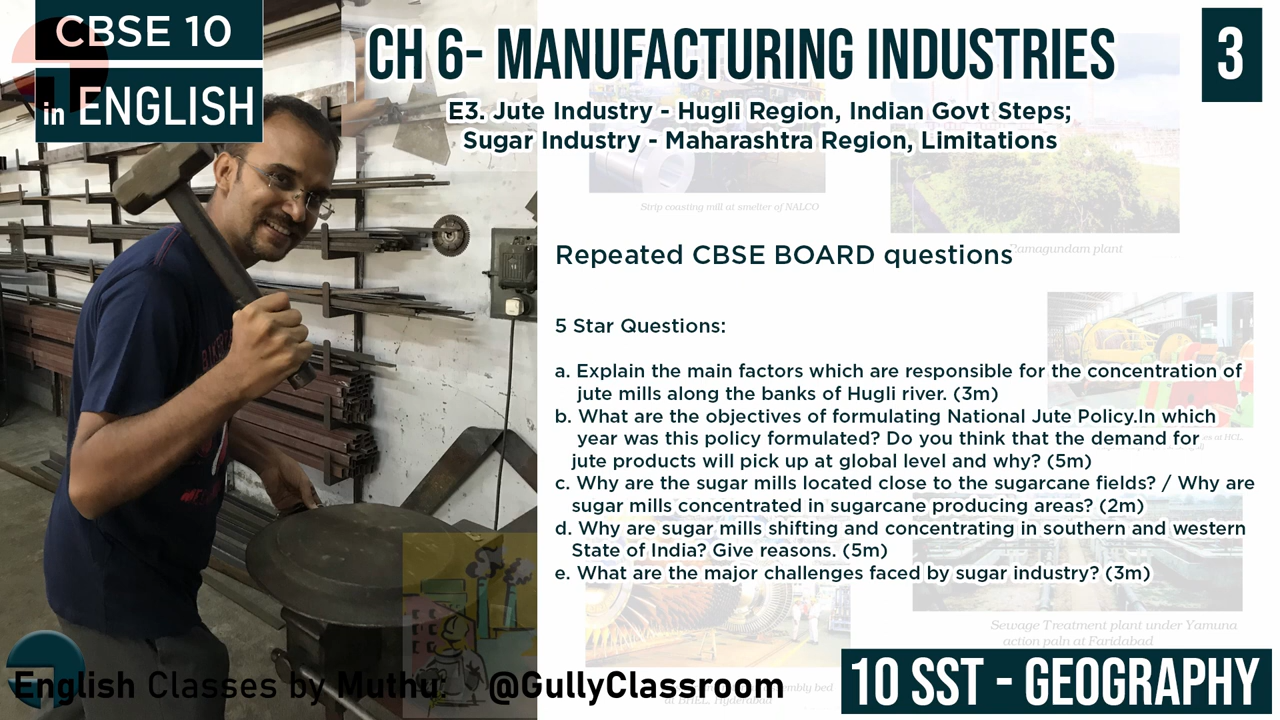 CBSE 10
in ENGLISH
CH 6- MANUFACTURING INDUSTRIES
3
E3. Jute Industry - Hugli Region, Indian Govt Steps;
Sugar Industry - Maharashtra Region, Limitations
Strip coasting mill at smelter of NALCO
Ramagundam plant
Repeated CBSE BOARD questions
5 Star Questions:
a. Explain the main factors which are responsible for the concentration of
jute mills along the banks of Hugli river. (3m)
b. What are the objectives of formulating National Jute Policy.In which
year was this policy formulated? Do you think that the demand for
es at HCL,
jute products will pick up at global level and why? (5m)
c. Why are the sugar mills located close to the sugarcane fields? / Why are
sugar mills concentrated in sugarcane producing areas? (2m)
d. Why are sugar mills shifting and concentrating in southern and western
State of India? Give reasons. (5m)
e. What are the major challenges faced by sugar industry? (3m)
Sewage Treatment plant under Yamuna
action paln at Faridabad
English Classes by Muthu @GullyClassroom
embly bed
at BHEL, Hyderabad
10 SST - GEOGRAPHY